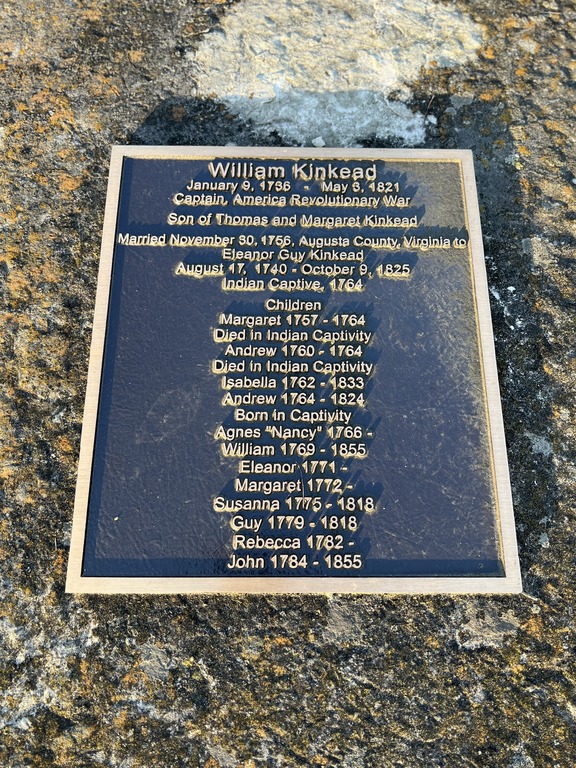 William Kinkead
January 9, 1736 - May 3, 1821
Captain, America Revolutionary War
Son of Thomas and Margaret Kinkead
Married November 30, 1756, Augusta County, Virginia to
Eleanor Guy Kinkead
August 17, 1740 - October 9, 1825
Indian Captive, 1764
Children
Margaret 1757 - 1764
Died in Indian Captivity
Andrew 1760 - 1764
Died in Indian Captivity
Isabella 1762 - 1833
Andrew 1764 - 1824
Born in Captivity
Agnes "Nancy" 1766 -
William 1769 - 1855
Eleanor 1771 -
Margaret 1772 -
Susanna 1775 - 1818
Guy 1779 - 1818
Rebecca 1782 -
John 1784 - 1855